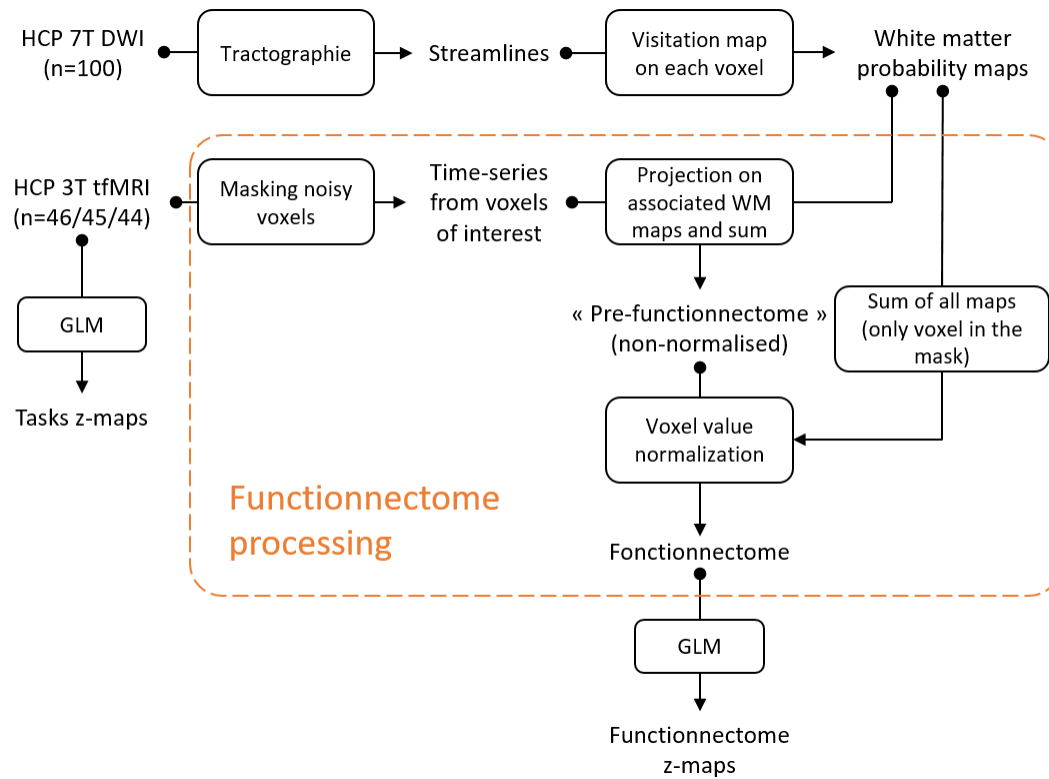 HCP 7T DWI
(n=100)
Tractographie
Streamlines
Visitation map
on each voxel
White matter
probability maps
HCP 3T tfMRI
(n=46/45/44)
Masking noisy
voxels
Time-series
from voxels
of interest
Projection on
associated WM
maps and sum
GLM
Tasks z-maps
« Pre-functionnectome »
(non-normalised)
Sum of all maps
(only voxel in the
mask)
Voxel value
normalization
Functionnectome
processing
Fonctionnectome
GLM
Functionnectome
z-maps